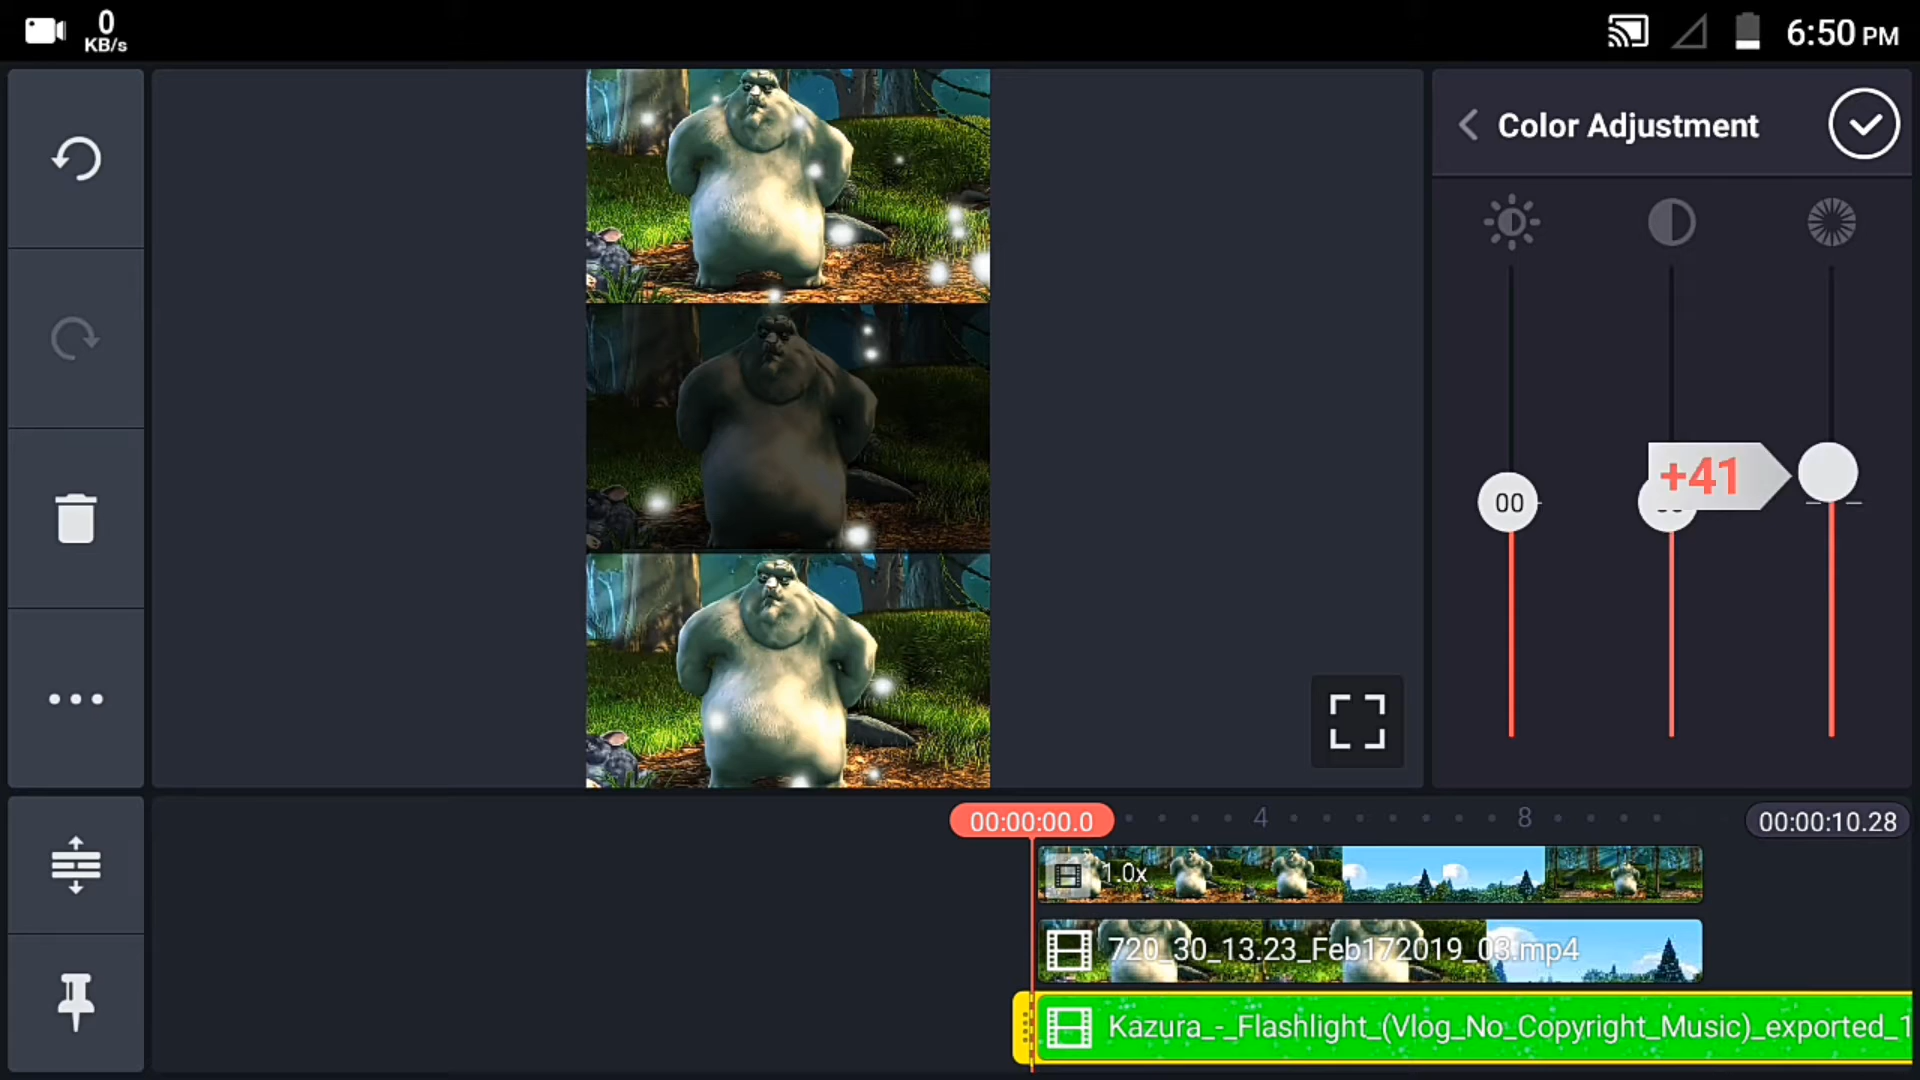 0
KB/s
6:50 PM
Color Adjustment
00
+41
00:00:00.0
4
8
00:00:10.28
1.0x
720_30_13.23_Feb172019_03.mp4
Kazura_-_Flashlight_(Vlog_No_Copyright_Music)_exported_1